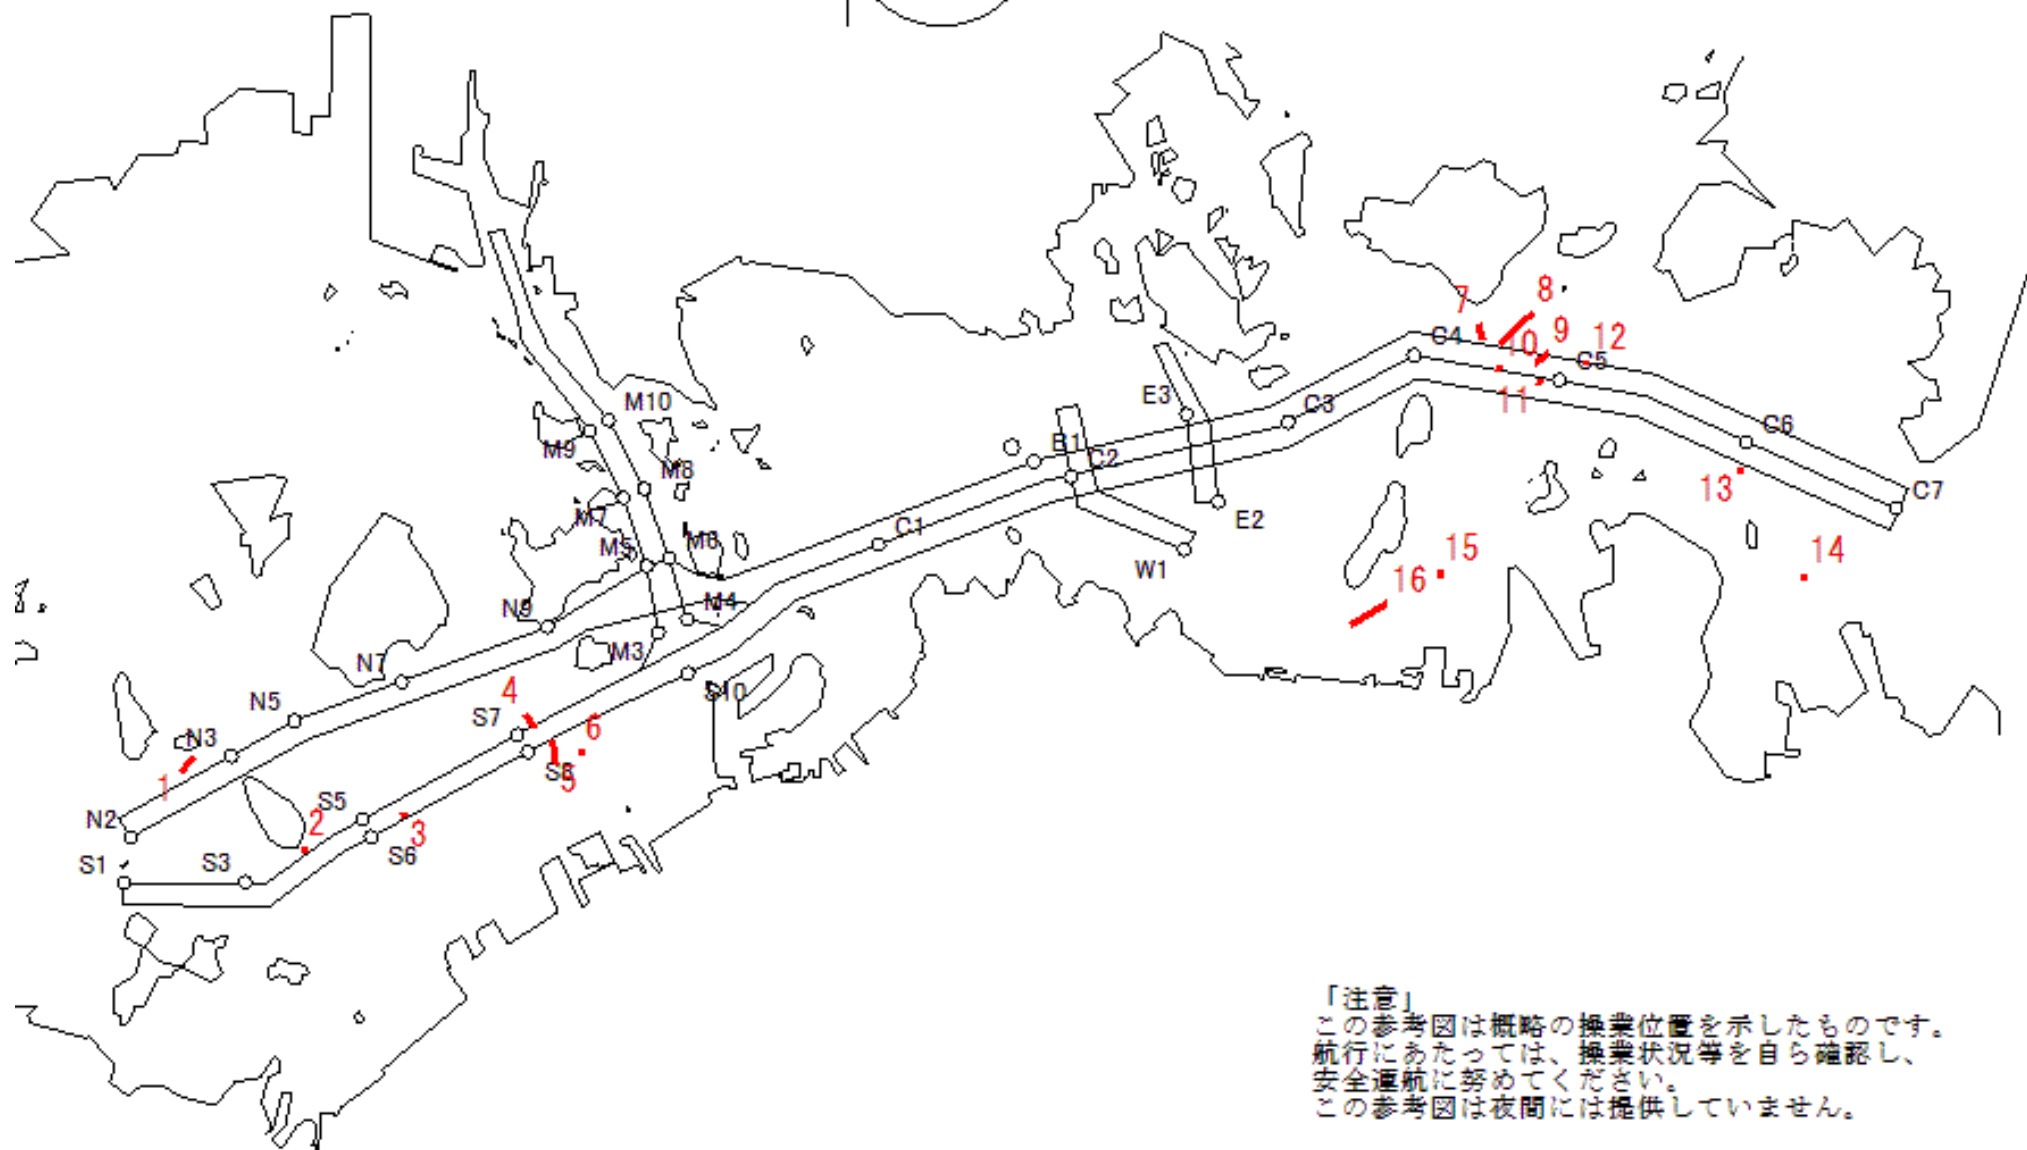 7
8
C4
10
9
12
C5
11
M10
E3
C3
M9
B1
C2
M8
C6
13
C7
M7
C1
E2
M5
M6
W1
15
14
16
N9
M4
N7
M3
4
S10
N5
S7
6
N3
1
S8
5
N2
S5
2
3
S1
S3
S6
「注意」
この参考図は概略の操業位置を示したものです。
航行にあたっては、操業状況等を自ら確認し、
安全運航に努めてください。
この参考図は夜間には提供していません。